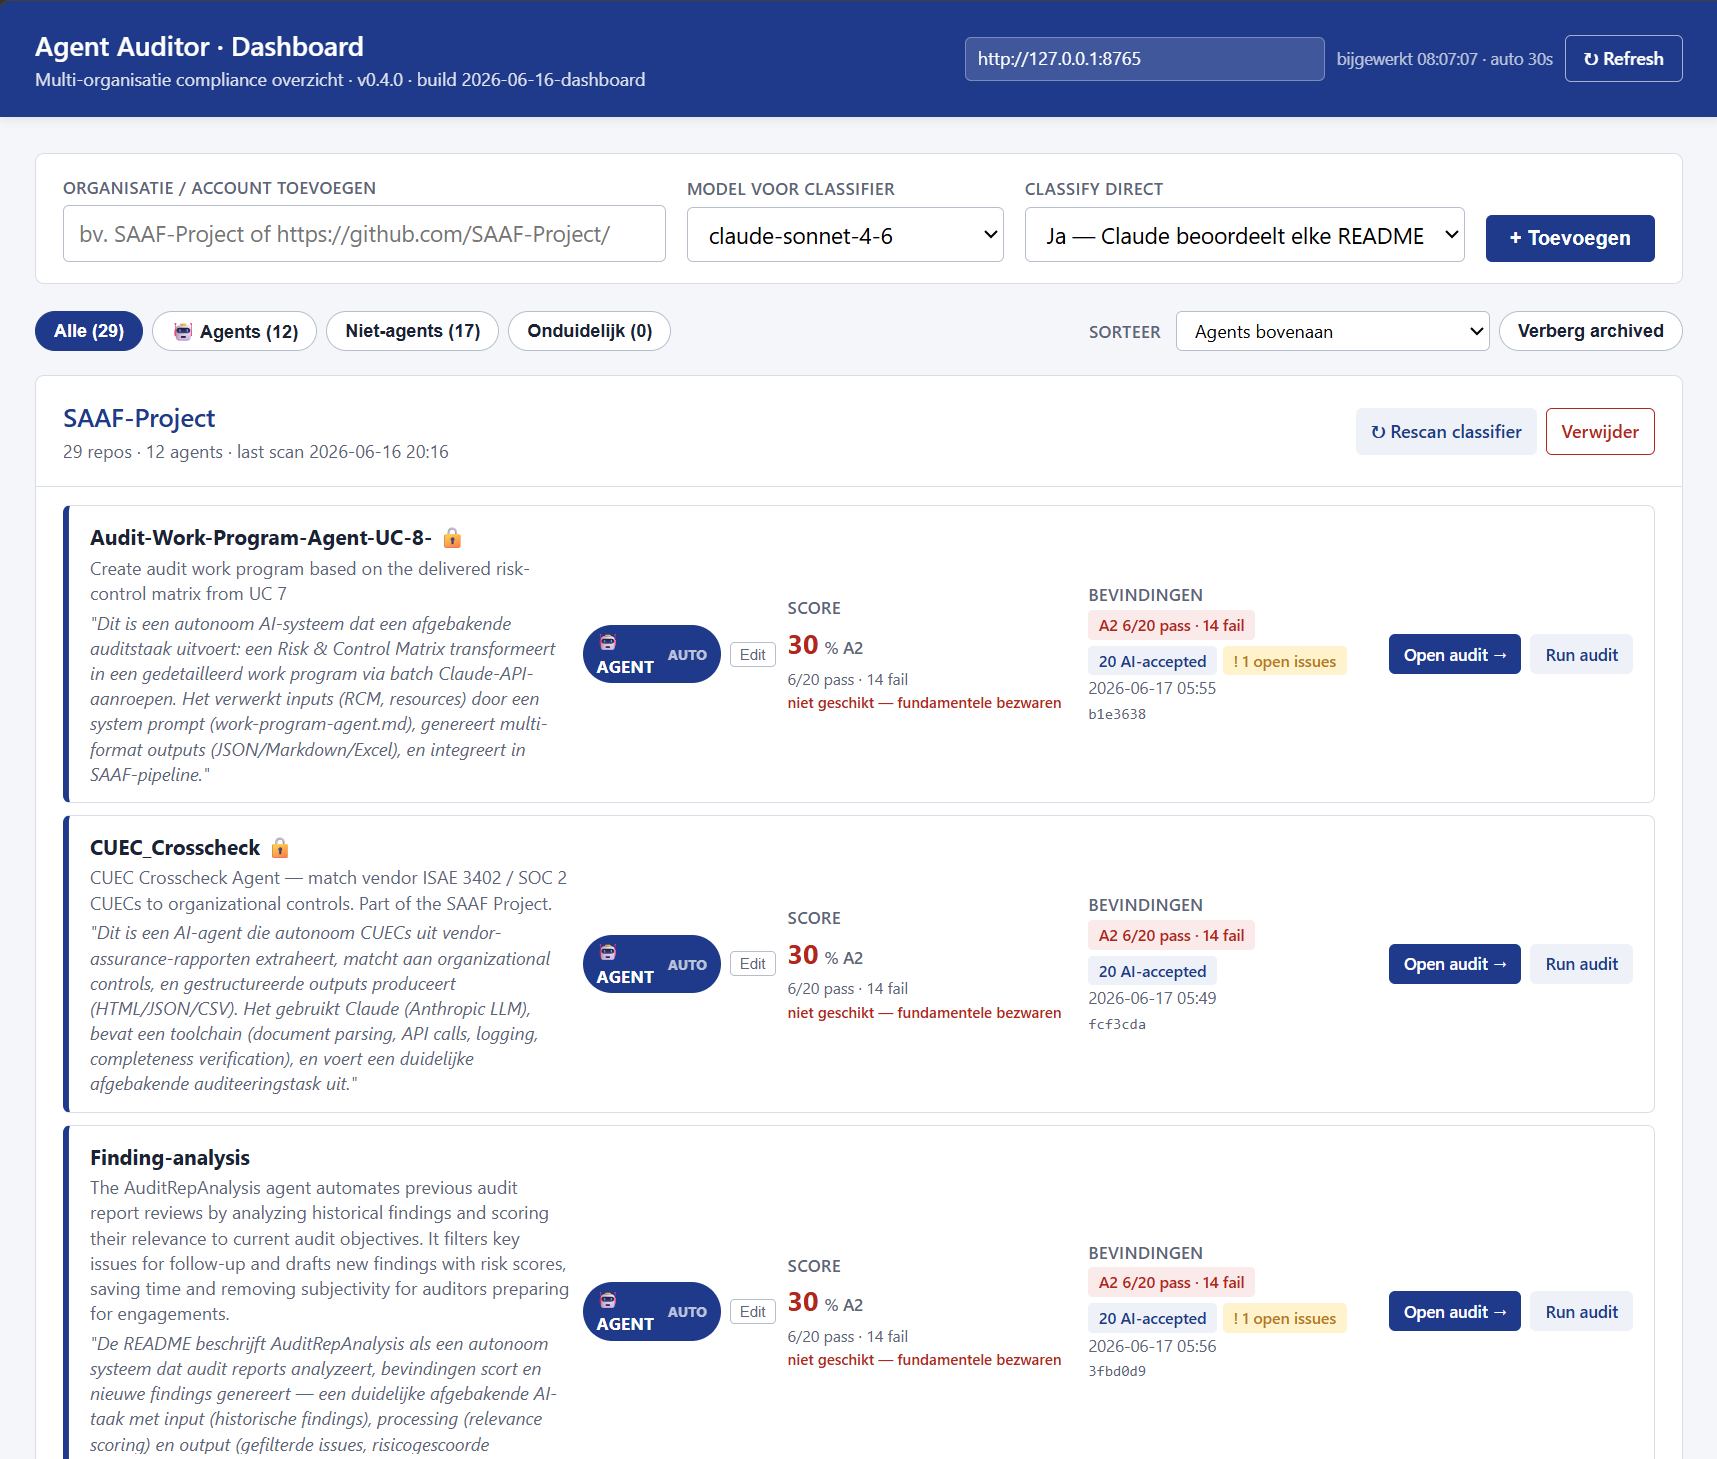 Agent Auditor · Dashboard
Multi-organisatie compliance overzicht · v0.4.0 · build 2026-06-16-dashboard
http://127.0.0.1:8765
bijgewerkt 08:07:07 · auto 30s
↻ Refresh
ORGANISATIE / ACCOUNT TOEVOEGEN
bv. SAAF-Project of https://github.com/SAAF-Project/
MODEL VOOR CLASSIFIER
claude-sonnet-4-6
CLASSIFY DIRECT
Ja — Claude beoordeelt elke README
+ Toevoegen
Alle (29)
Agents (12)
Niet-agents (17)
Onduidelijk (0)
SORTEER
Agents bovenaan
Verberg archived
SAAF-Project
29 repos · 12 agents · last scan 2026-06-16 20:16
↻ Rescan classifier
Verwijder
Audit-Work-Program-Agent-UC-8-
Create audit work program based on the delivered risk-
control matrix from UC 7
"Dit is een autonoom AI-systeem dat een afgebakende
auditstaak uitvoert: een Risk & Control Matrix transformeert
in een gedetailleerd work program via batch Claude-API-
aanroepen. Het verwerkt inputs (RCM, resources) door een
system prompt (work-program-agent.md), genereert multi-
format outputs (JSON/Markdown/Excel), en integreert in
SAAF-pipeline."
AGENT AUTO
Edit
SCORE
30 % A2
6/20 pass · 14 fail
niet geschikt — fundamentele bezwaren
BEVINDINGEN
A2 6/20 pass · 14 fail
20 AI-accepted
! 1 open issues
2026-06-17 05:55
b1e3638
Open audit →
Run audit
CUEC_Crosscheck
CUEC Crosscheck Agent — match vendor ISAE 3402 / SOC 2
CUECs to organizational controls. Part of the SAAF Project.
"Dit is een AI-agent die autonoom CUECs uit vendor-
assurance-rapporten extraheert, matcht aan organizational
controls, en gestructureerde outputs produceert
(HTML/JSON/CSV). Het gebruikt Claude (Anthropic LLM),
bevat een toolchain (document parsing, API calls, logging,
completeness verification), en voert een duidelijke
afgebakende auditeeringstask uit."
AGENT AUTO
Edit
SCORE
30 % A2
6/20 pass · 14 fail
niet geschikt — fundamentele bezwaren
BEVINDINGEN
A2 6/20 pass · 14 fail
20 AI-accepted
2026-06-17 05:49
fcf3cda
Open audit →
Run audit
Finding-analysis
The AuditRepAnalysis agent automates previous audit
report reviews by analyzing historical findings and scoring
their relevance to current audit objectives. It filters key
issues for follow-up and drafts new findings with risk scores,
saving time and removing subjectivity for auditors preparing
for engagements.
"De README beschrijft AuditRepAnalysis als een autonoom
systeem dat audit reports analyzeert, bevindingen scort en
nieuwe findings genereert — een duidelijke afgebakende AI-
taak met input (historische findings), processing (relevance
scoring) en output (gefilterde issues, risicogescoorde
AGENT AUTO
Edit
SCORE
30 % A2
6/20 pass · 14 fail
niet geschikt — fundamentele bezwaren
BEVINDINGEN
A2 6/20 pass · 14 fail
20 AI-accepted
! 1 open issues
2026-06-17 05:56
3fbd0d9
Open audit →
Run audit